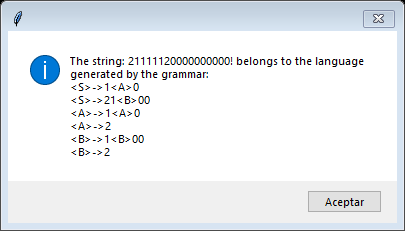 The string: 21111120000000000! belongs to the language
generated by the grammar:
<S>->1<A>0
<S>->21<B>00
<A>->1<A>0
<A>->2
<B>->1<B>00
<B>->2
Aceptar